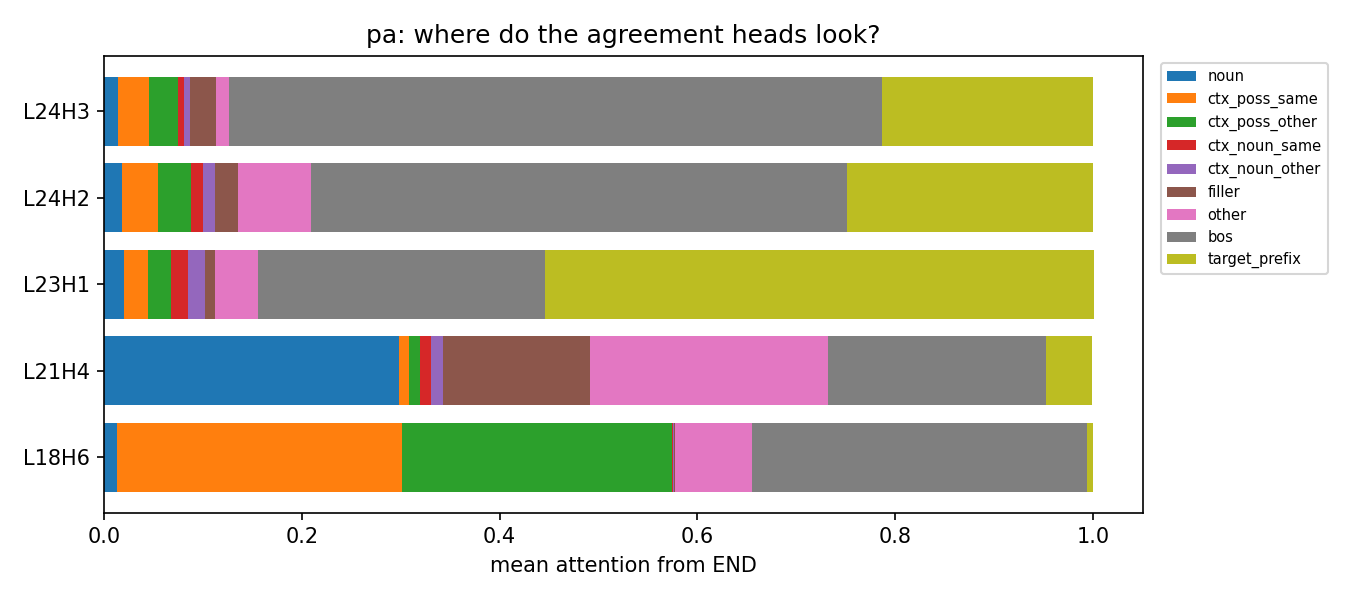 pa: where do the agreement heads look?
L24H3
L24H2
L23H1
L21H4
L18H6
0.0 0.2 0.4 0.6 0.8 1.0
mean attention from END
noun
ctx_poss_same
ctx_poss_other
ctx_noun_same
ctx_noun_other
filler
other
bos
target_prefix